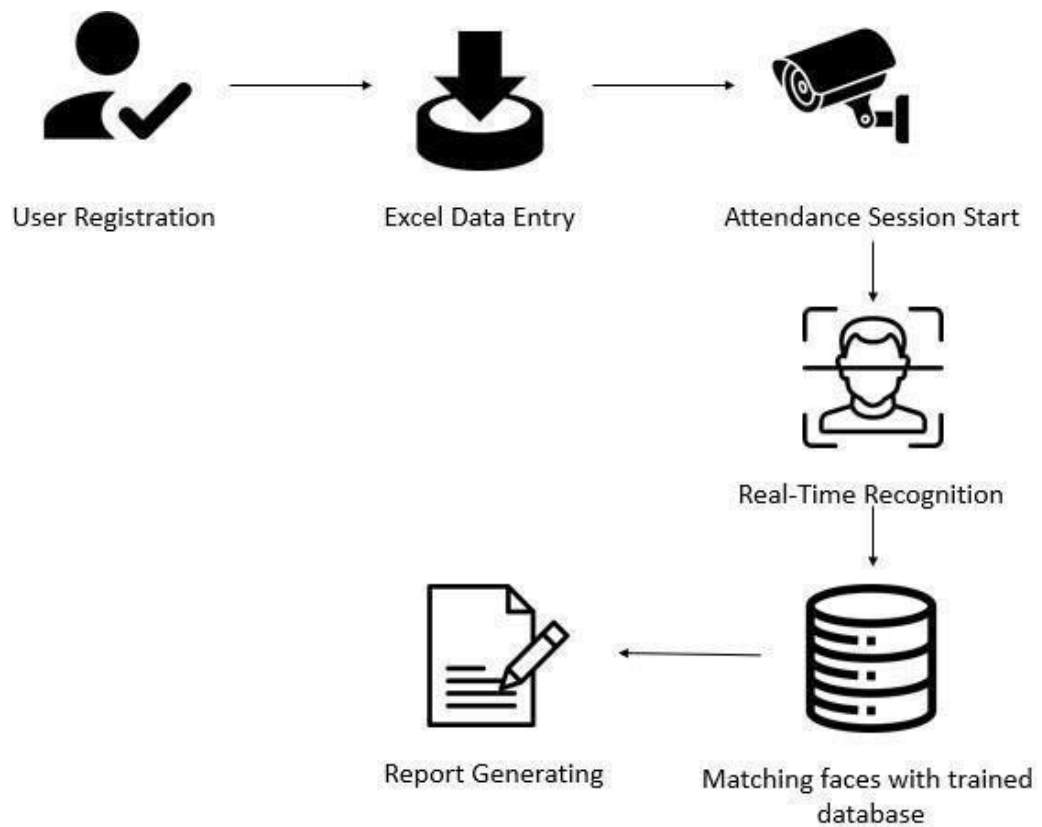 User Registration
Excel Data Entry
Attendance Session Start
Real-Time Recognition
Report Generating
Matching faces with trained
database